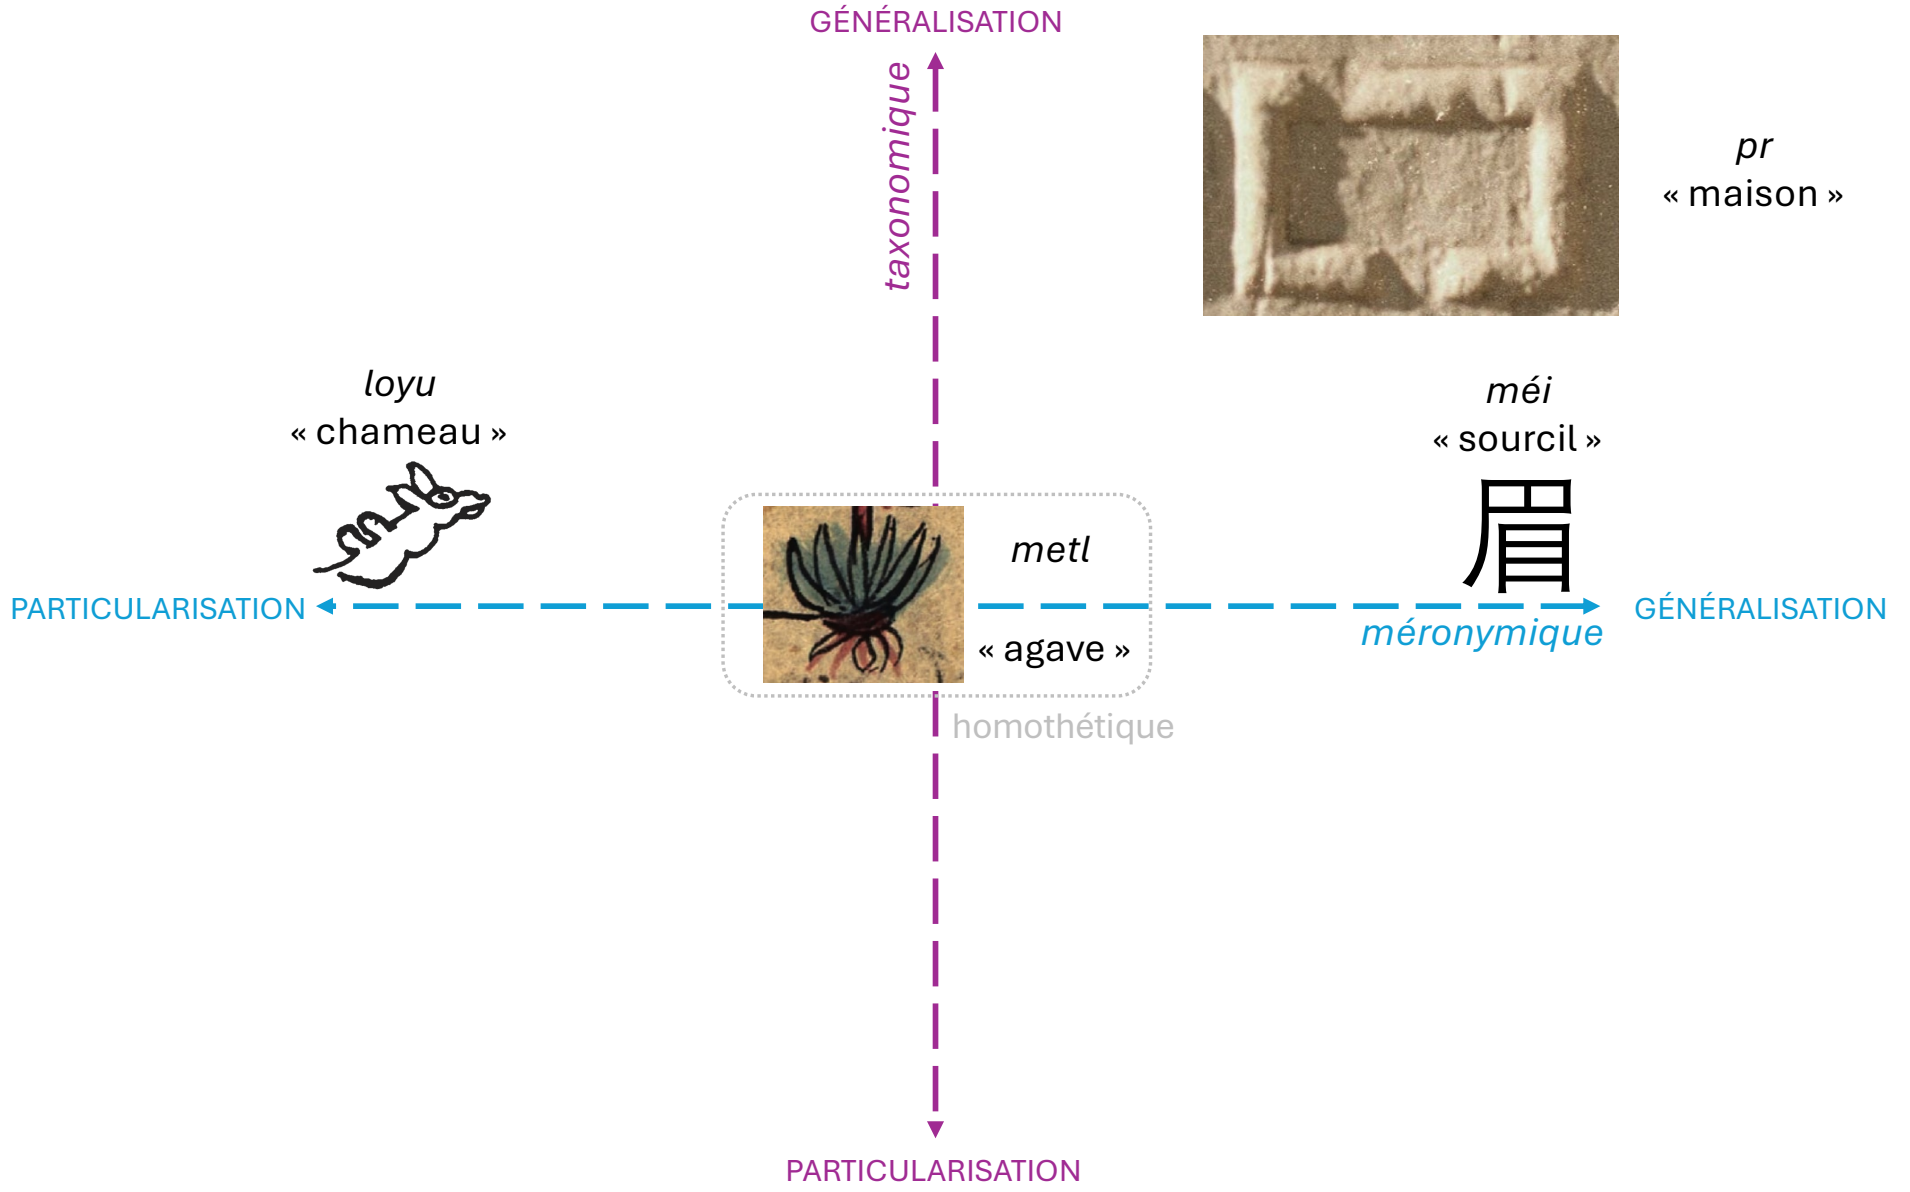 GÉNÉRALISATION
taxonomique
pr
« maison »
loyu
« chameau »
méi
« sourcil »
眉
metl
« agave »
PARTICULARISATION
GÉNÉRALISATION
méronymique
homothétique
PARTICULARISATION